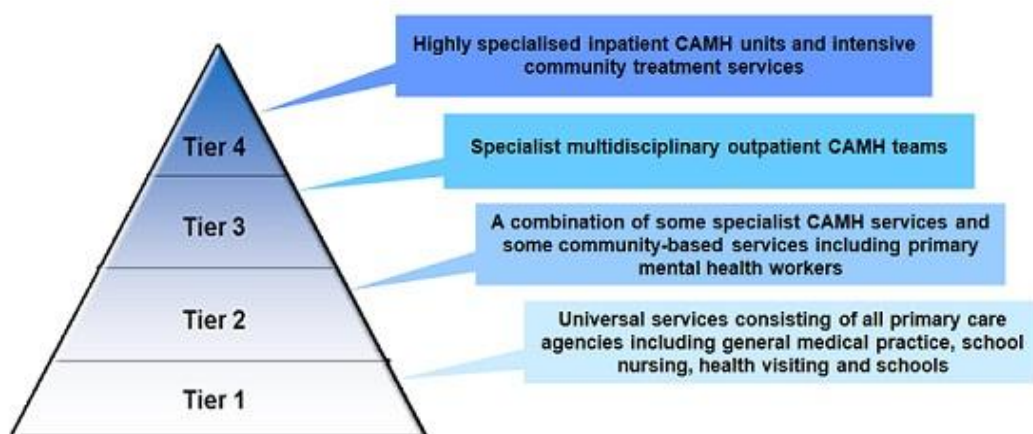 Highly specialised inpatient CAMH units and intensive
community treatment services
Tier 4
Specialist multidisciplinary outpatient CAMH teams
Tier 3
A combination of some specialist CAMH services and
some community-based services including primary
mental health workers
Tier 2
Universal services consisting of all primary care
agencies including general medical practice, school
nursing, health visiting and schools
Tier 1